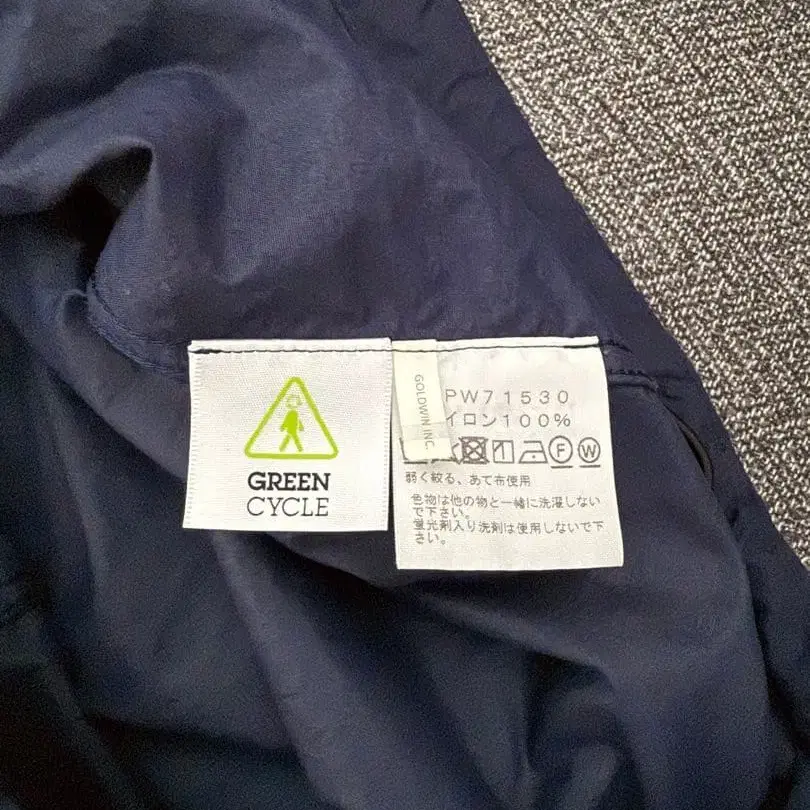 GREEN
CYCLE
GOLDWIN INC.
PW71530
イロン100%
F W
弱く絞る、あて布使用
色物は他の物と一緒に洗濯しない
で下さい。
蛍光剤入り洗剤は使用しないで下
さい。